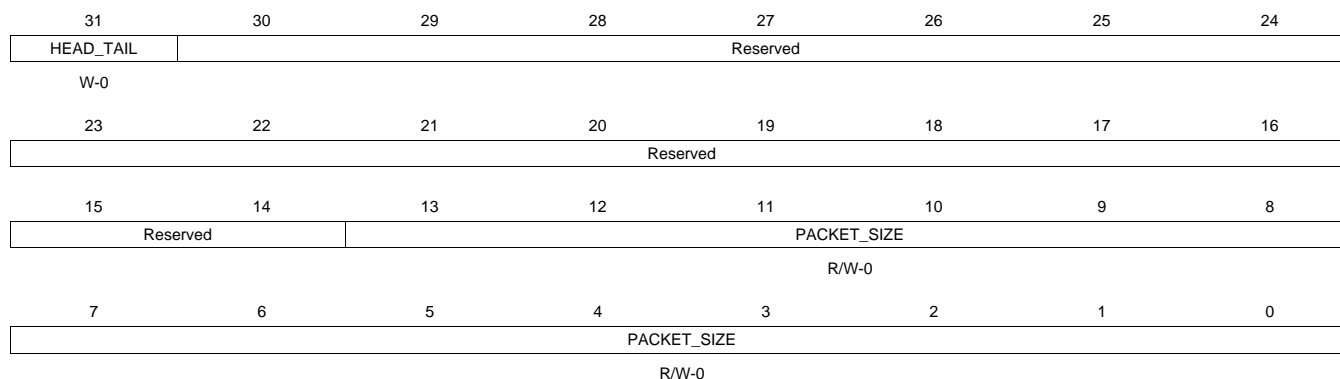 31 30 29 28 27 26 25 24
HEAD_TAIL Reserved
W-0
23 22 21 20 19 18 17 16
Reserved
15 14 13 12 11 10 9 8
Reserved PACKET_SIZE
R/W-0
7 6 5 4 3 2 1 0
PACKET_SIZE
R/W-0